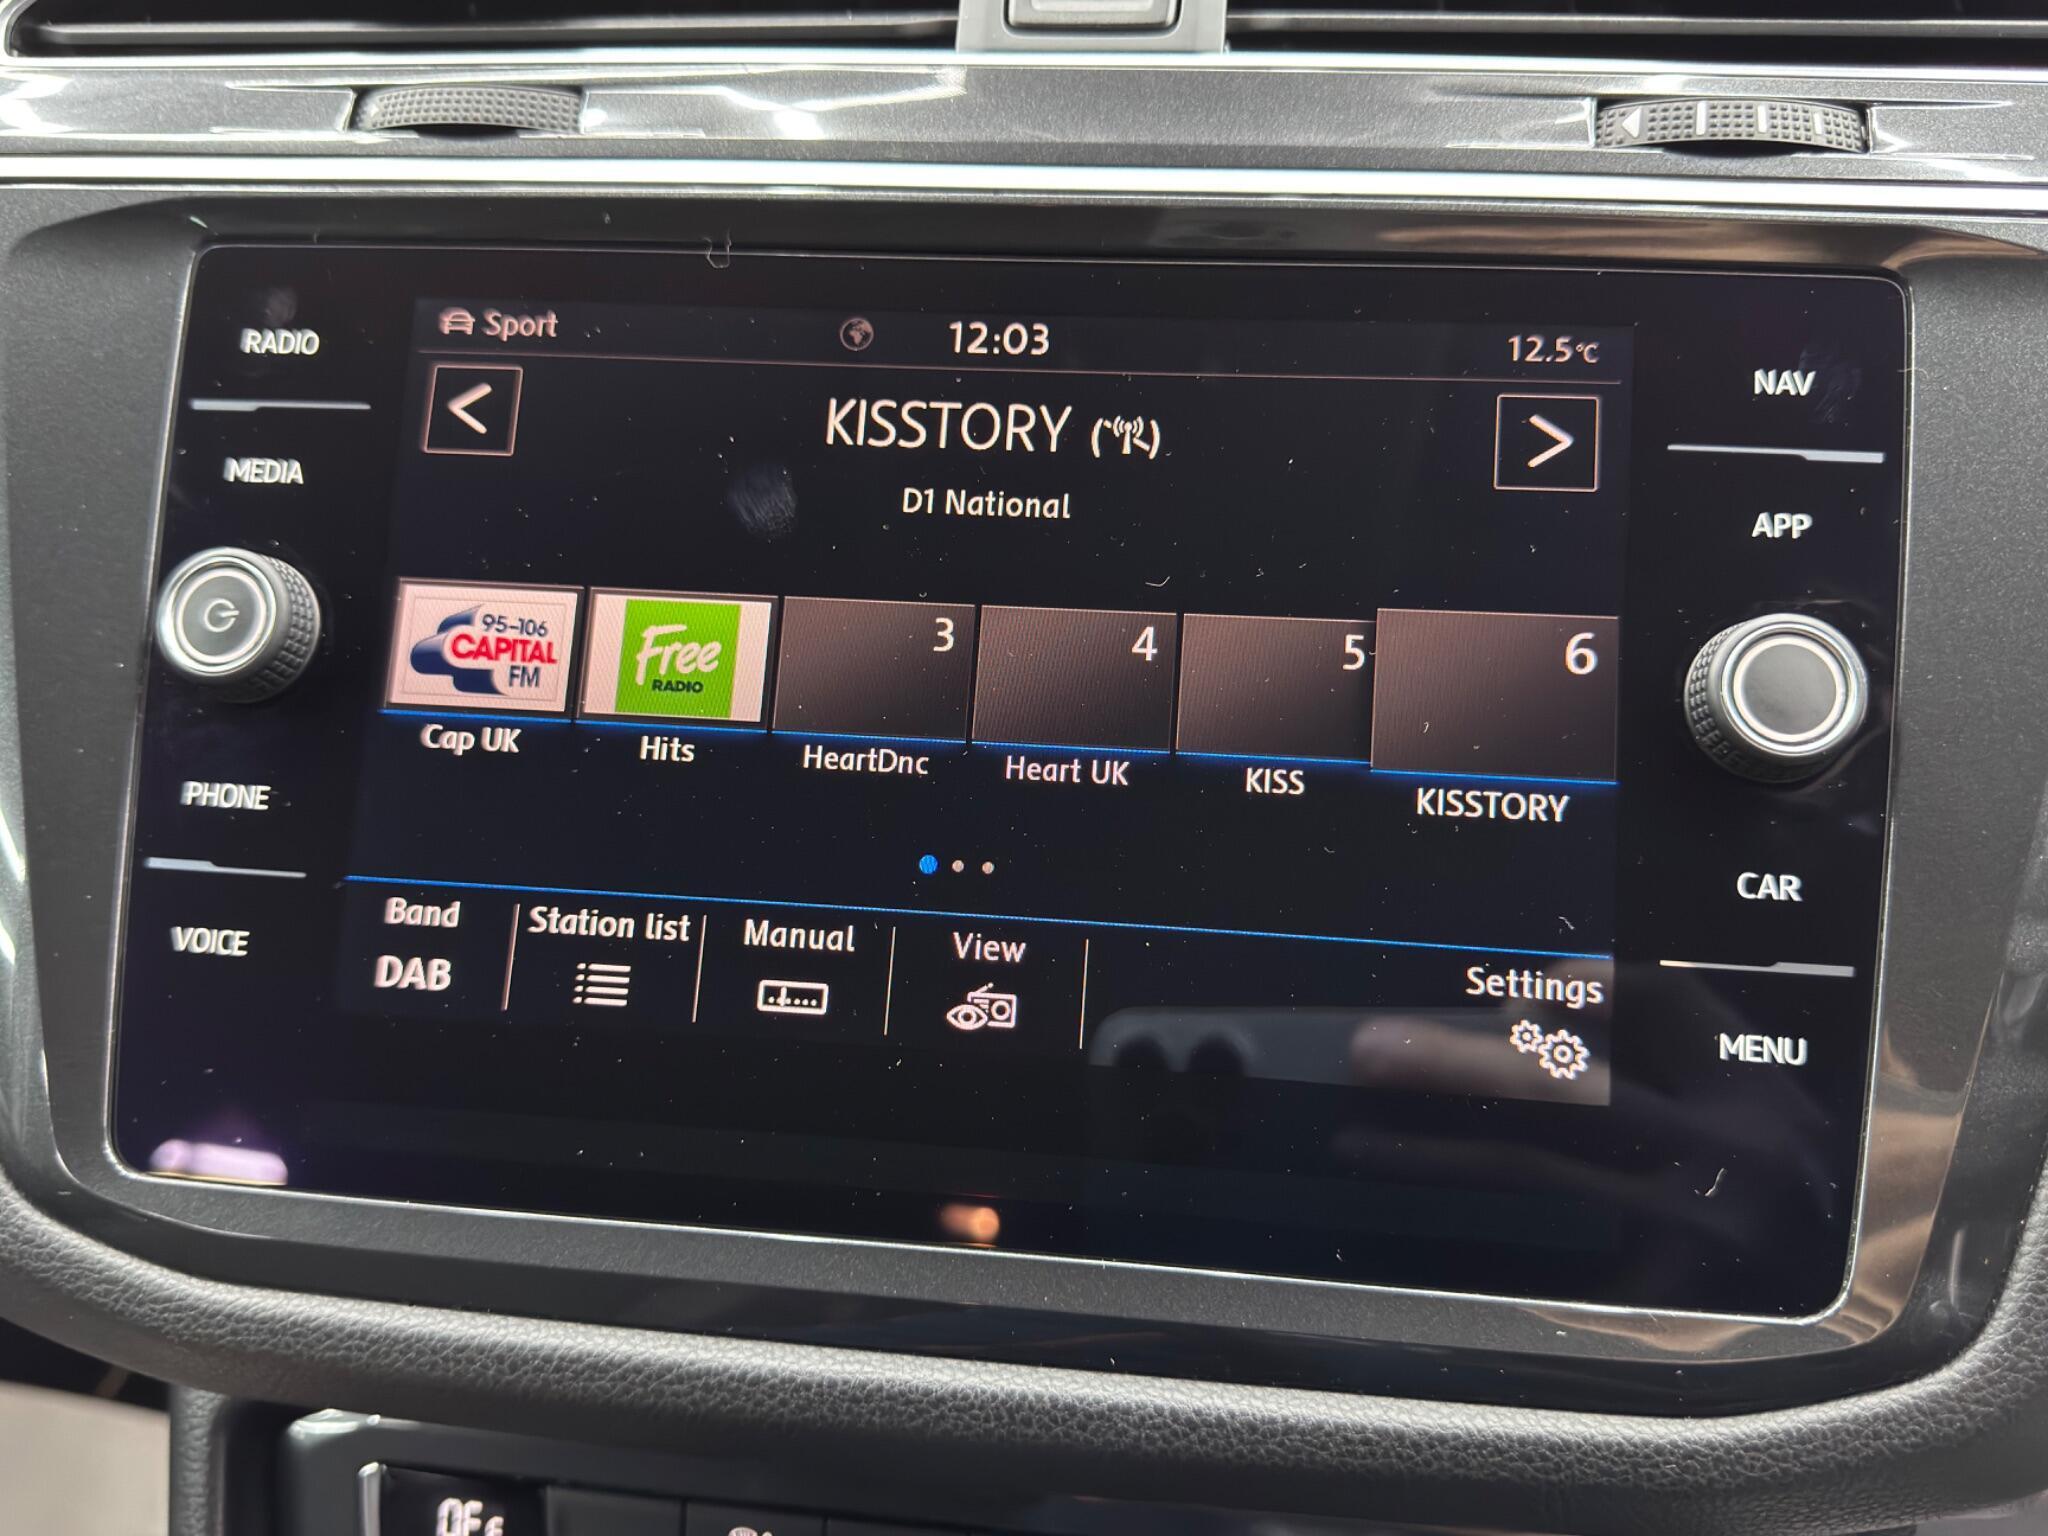 RADIO
MEDIA
PHONE
VOICE
Sport
12:03
12.5°C
<
KISSTORY
>
D1 National
95-106
CAPITAL
FM
Free
RADIO
3
4
5
6
Cap UK
Hits
HeartDnc
Heart UK
KISS
KISSTORY
Band
DAB
Station list
Manual
View
Settings
NAV
APP
CAR
MENU